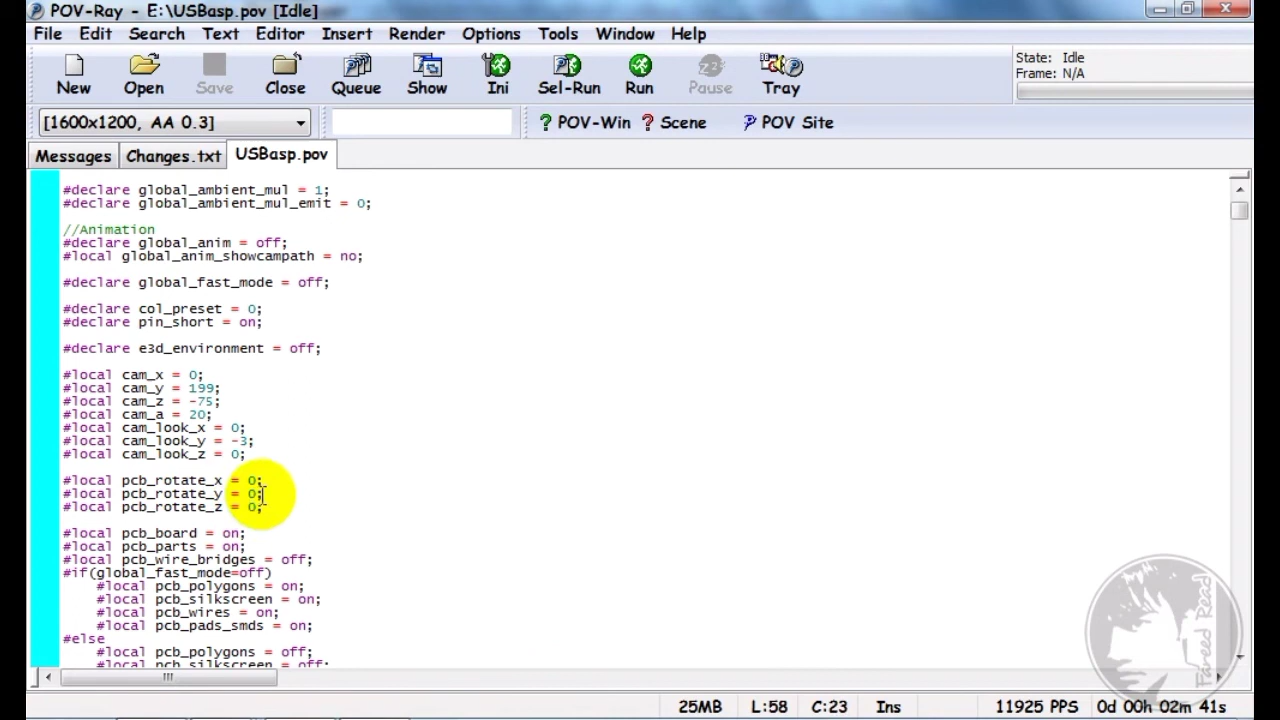 POV-Ray - E:\USBasp.pov [Idle]
File Edit Search Text Editor Insert Render Options Tools Window Help
New Open Save Close Queue Show Ini Sel-Run Run Pause Tray
State: Idle
Frame: N/A
[1600x1200, AA 0.3] POV-Win Scene POV Site
Messages Changes.txt USBasp.pov
#declare global_ambient_mul = 1;
#declare global_ambient_mul_emit = 0;
//Animation
#declare global_anim = off;
#local global_anim_showcampath = no;
#declare global_fast_mode = off;
#declare col_preset = 0;
#declare pin_short = on;
#declare e3d_environment = off;
#local cam_x = 0;
#local cam_y = 199;
#local cam_z = -75;
#local cam_a = 20;
#local cam_look_x = 0;
#local cam_look_y = -3;
#local cam_look_z = 0;
#local pcb_rotate_x = 0;
#local pcb_rotate_y = 0;
#local pcb_rotate_z = 0;
#local pcb_board = on;
#local pcb_parts = on;
#local pcb_wire_bridges = off;
#if(global_fast_mode=off)
#local pcb_polygons = on;
#local pcb_silkscreen = on;
#local pcb_wires = on;
#local pcb_pads_smds = on;
#else
#local pcb_polygons = off;
#local pcb_silkscreen = off;
Fareed Read
25MB L:58 C:23 Ins 11925 PPS 0d 00h 02m 41s